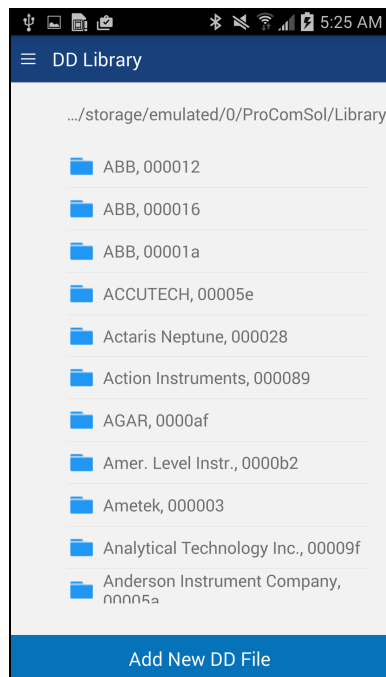 5:25 AM
DD Library
.../storage/emulated/0/ProComSol/Library
ABB, 000012
ABB, 000016
ABB, 00001a
ACCUTECH, 00005e
Actaris Neptune, 000028
Action Instruments, 000089
AGAR, 0000af
Amer. Level Instr., 0000b2
Ametek, 000003
Analytical Technology Inc., 00009f
Anderson Instrument Company,
00005a
Add New DD File